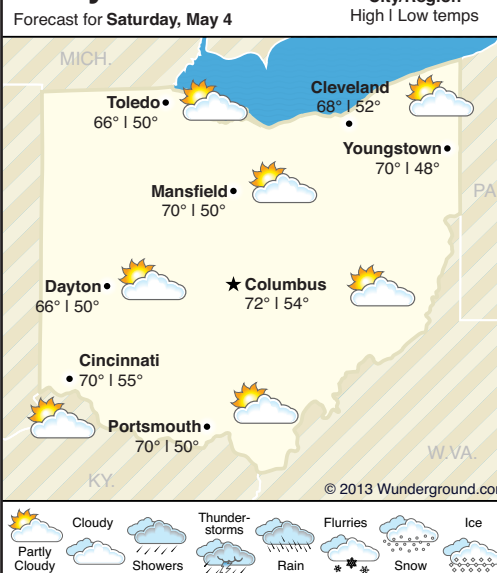 City/Region
Forecast for Saturday, May 4
High | Low temps
MICH.
Cleveland
68° | 52°
Toledo
66° | 50°
Youngstown
70° | 48°
Mansfield
70° | 50°
PA
Dayton
66° | 50°
Columbus
72° | 54°
Cincinnati
70° | 55°
Portsmouth
70° | 50°
W.VA.
KY.
© 2013 Wunderground.com
Partly
Cloudy
Cloudy
Showers
Thunder-
storms
Rain
Flurries
Snow
Ice